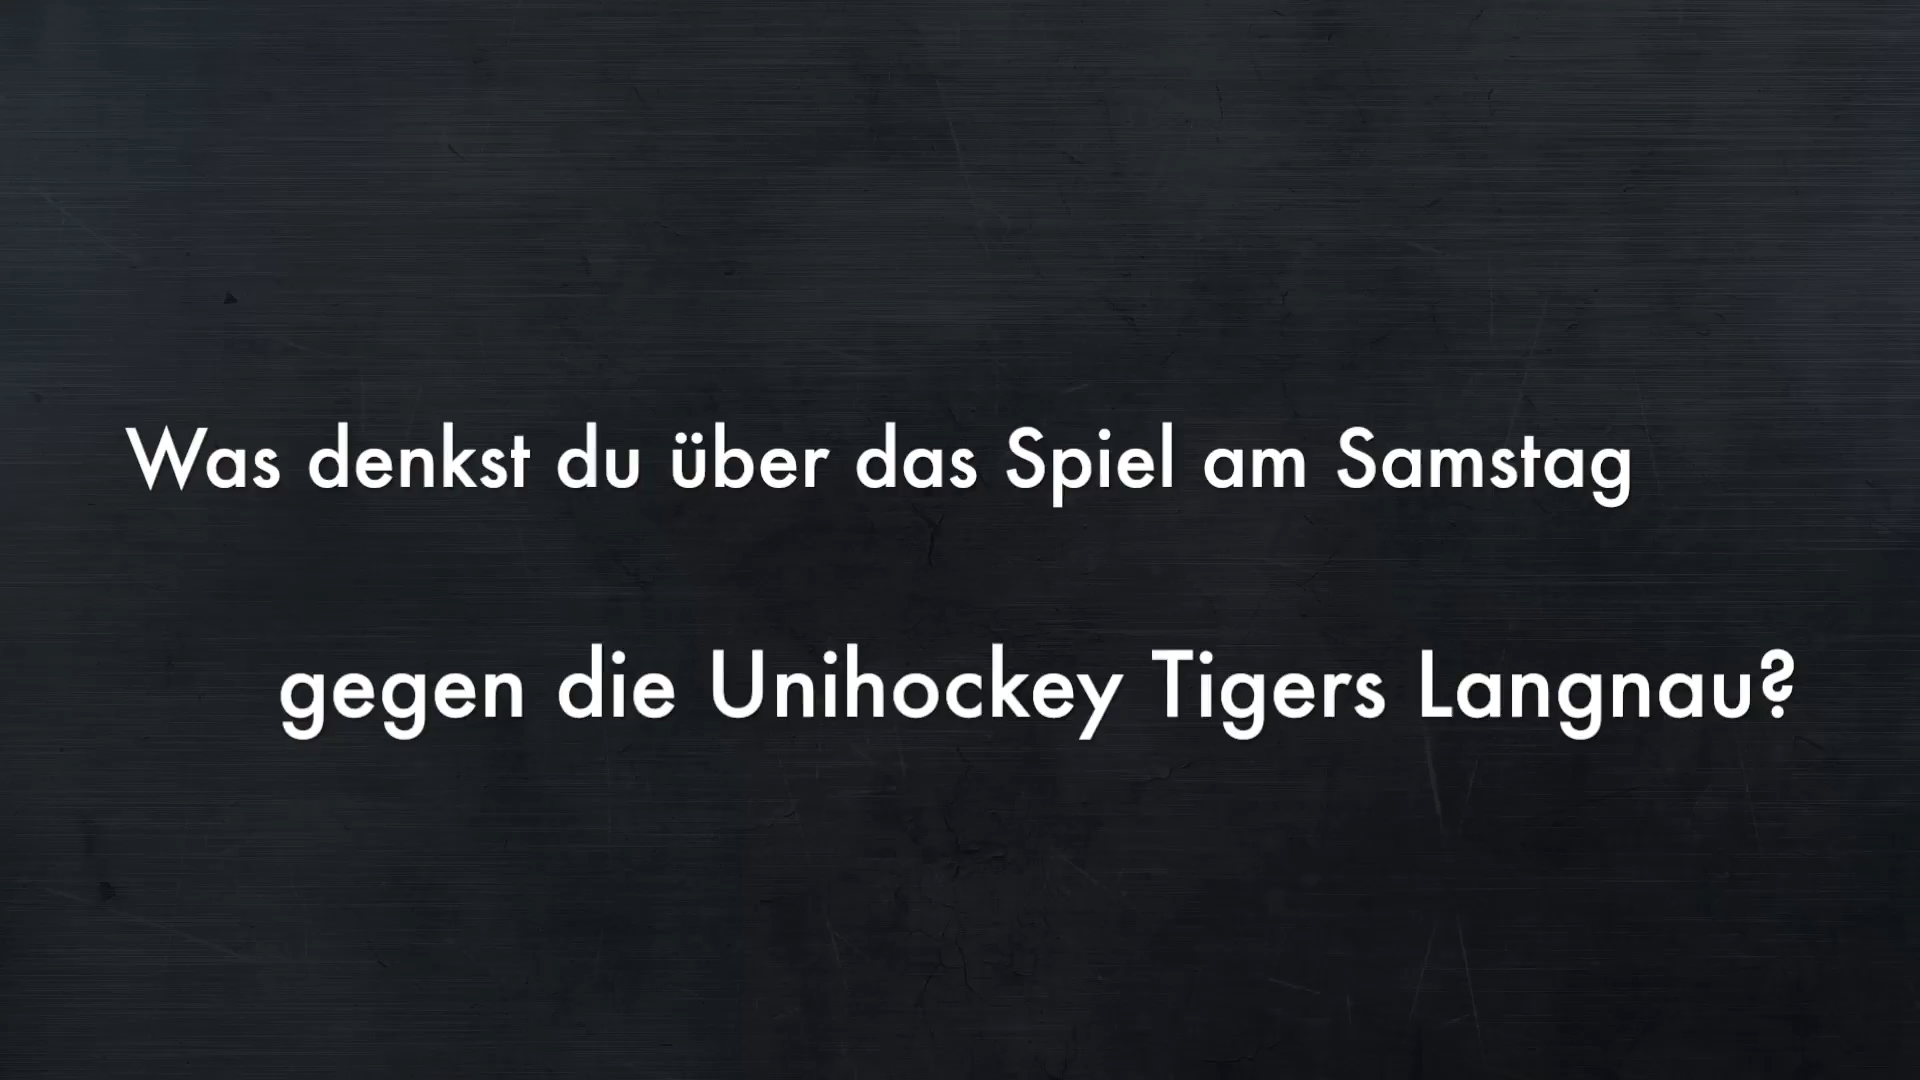 Was denkst du über das Spiel am Samstag
gegen die Unihockey Tigers Langnau?